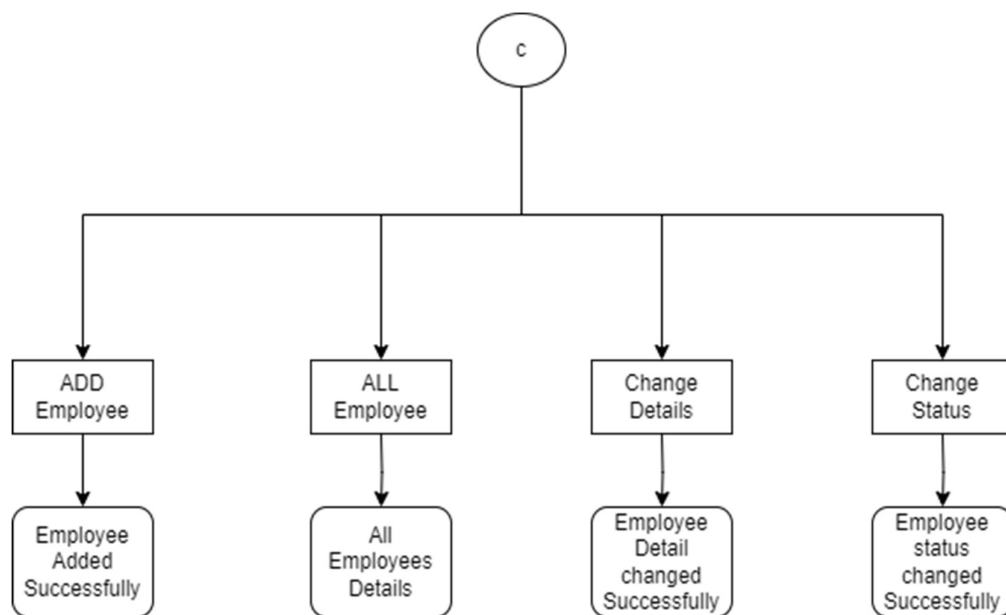 c
ADD
Employee
ALL
Employee
Change
Details
Change
Status
Employee
Added
Successfully
All
Employees
Details
Employee
Detail
changed
Successfully
Employee
status
changed
Successfully